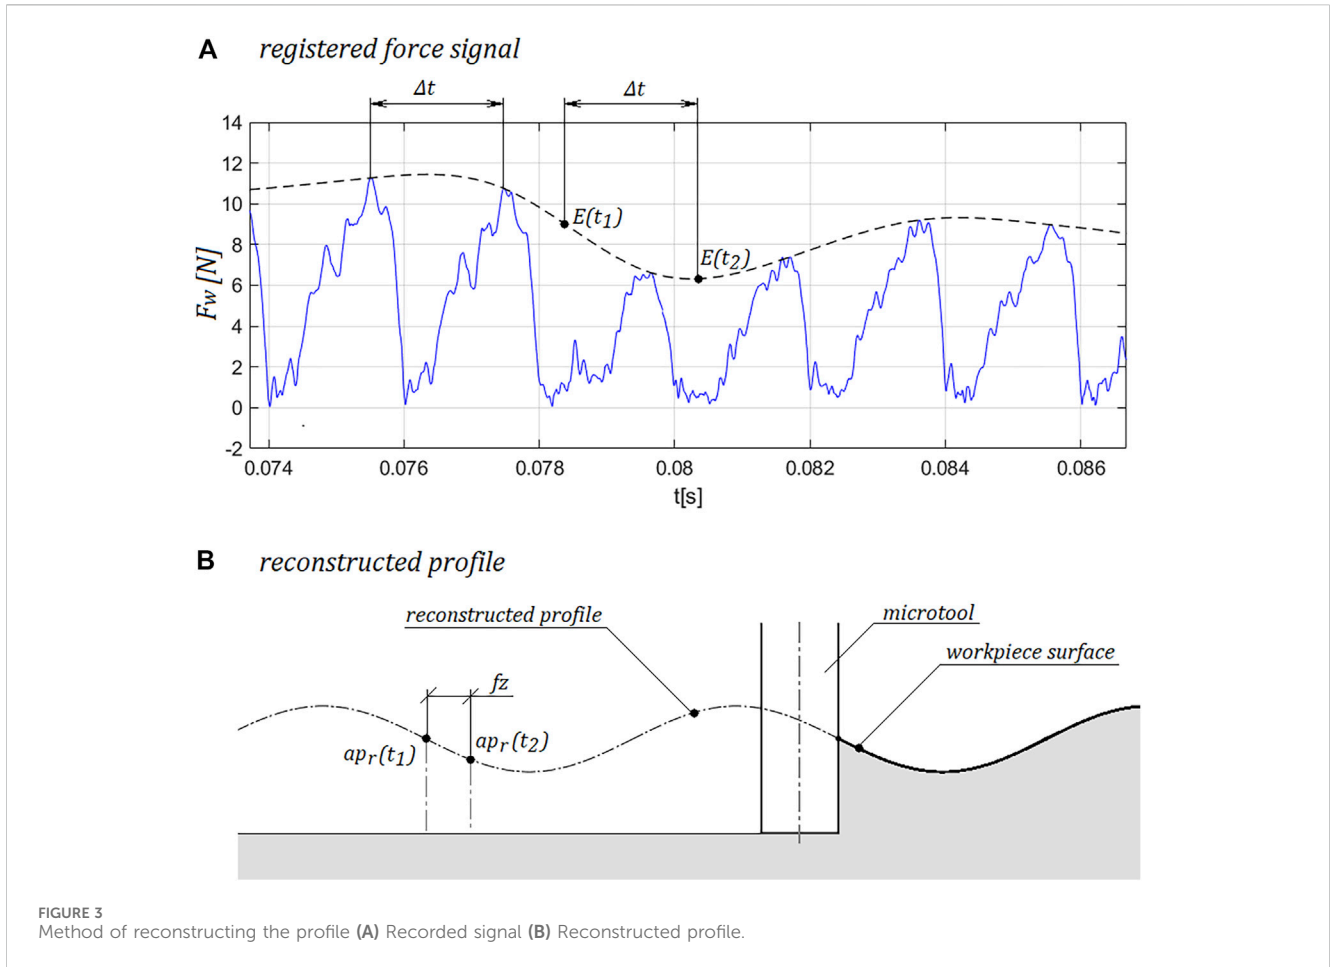 A registered force signal
Δt Δt
14
12
10
8
6
4
2
0
-2
Fw [N]
E(t1)
E(t2)
0.074 0.076 0.078 0.08 0.082 0.084 0.086
t[s]
B reconstructed profile
reconstructed profile
microtool
workpiece surface
fz
apr(t1)
apr(t2)
FIGURE 3
Method of reconstructing the profile (A) Recorded signal (B) Reconstructed profile.